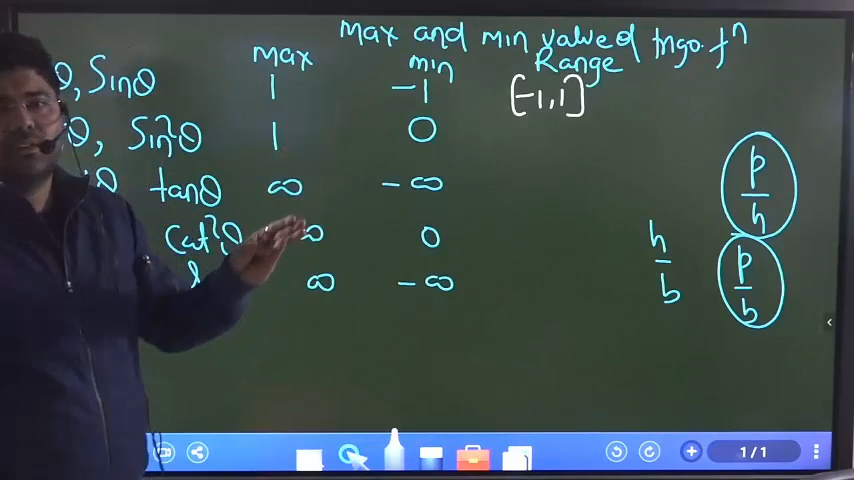 max and min value of trigo. fⁿ
max min Range
θ, Sinθ 1 -1 [-1,1]
θ, Sin²θ 1 0
θ tanθ ∞ -∞
Cot²θ ∞ 0
∞ -∞
p/h
h/b p/b
1/1